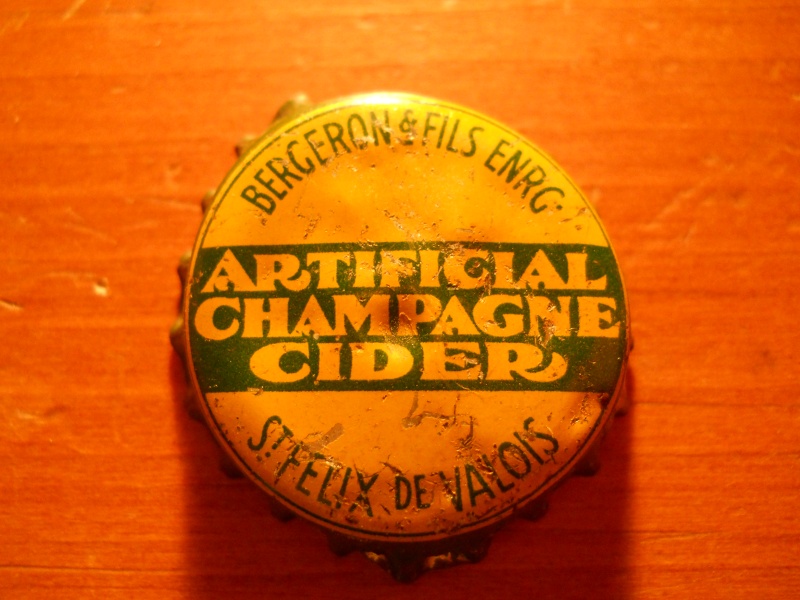 BERGERON & FILS ENRG.
ARTIFICIAL
CHAMPAGNE
CIDER
ST FELIX DE VALOIS